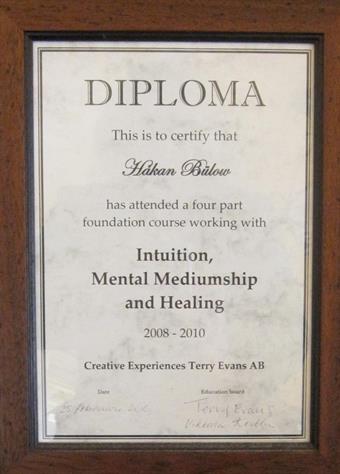 DIPLOMA
This is to certify that
Håkan Bülow
has attended a four part
foundation course working with
Intuition,
Mental Mediumship
and Healing
2008 - 2010
Creative Experiences Terry Evans AB
Date
Education board
Terry Evans